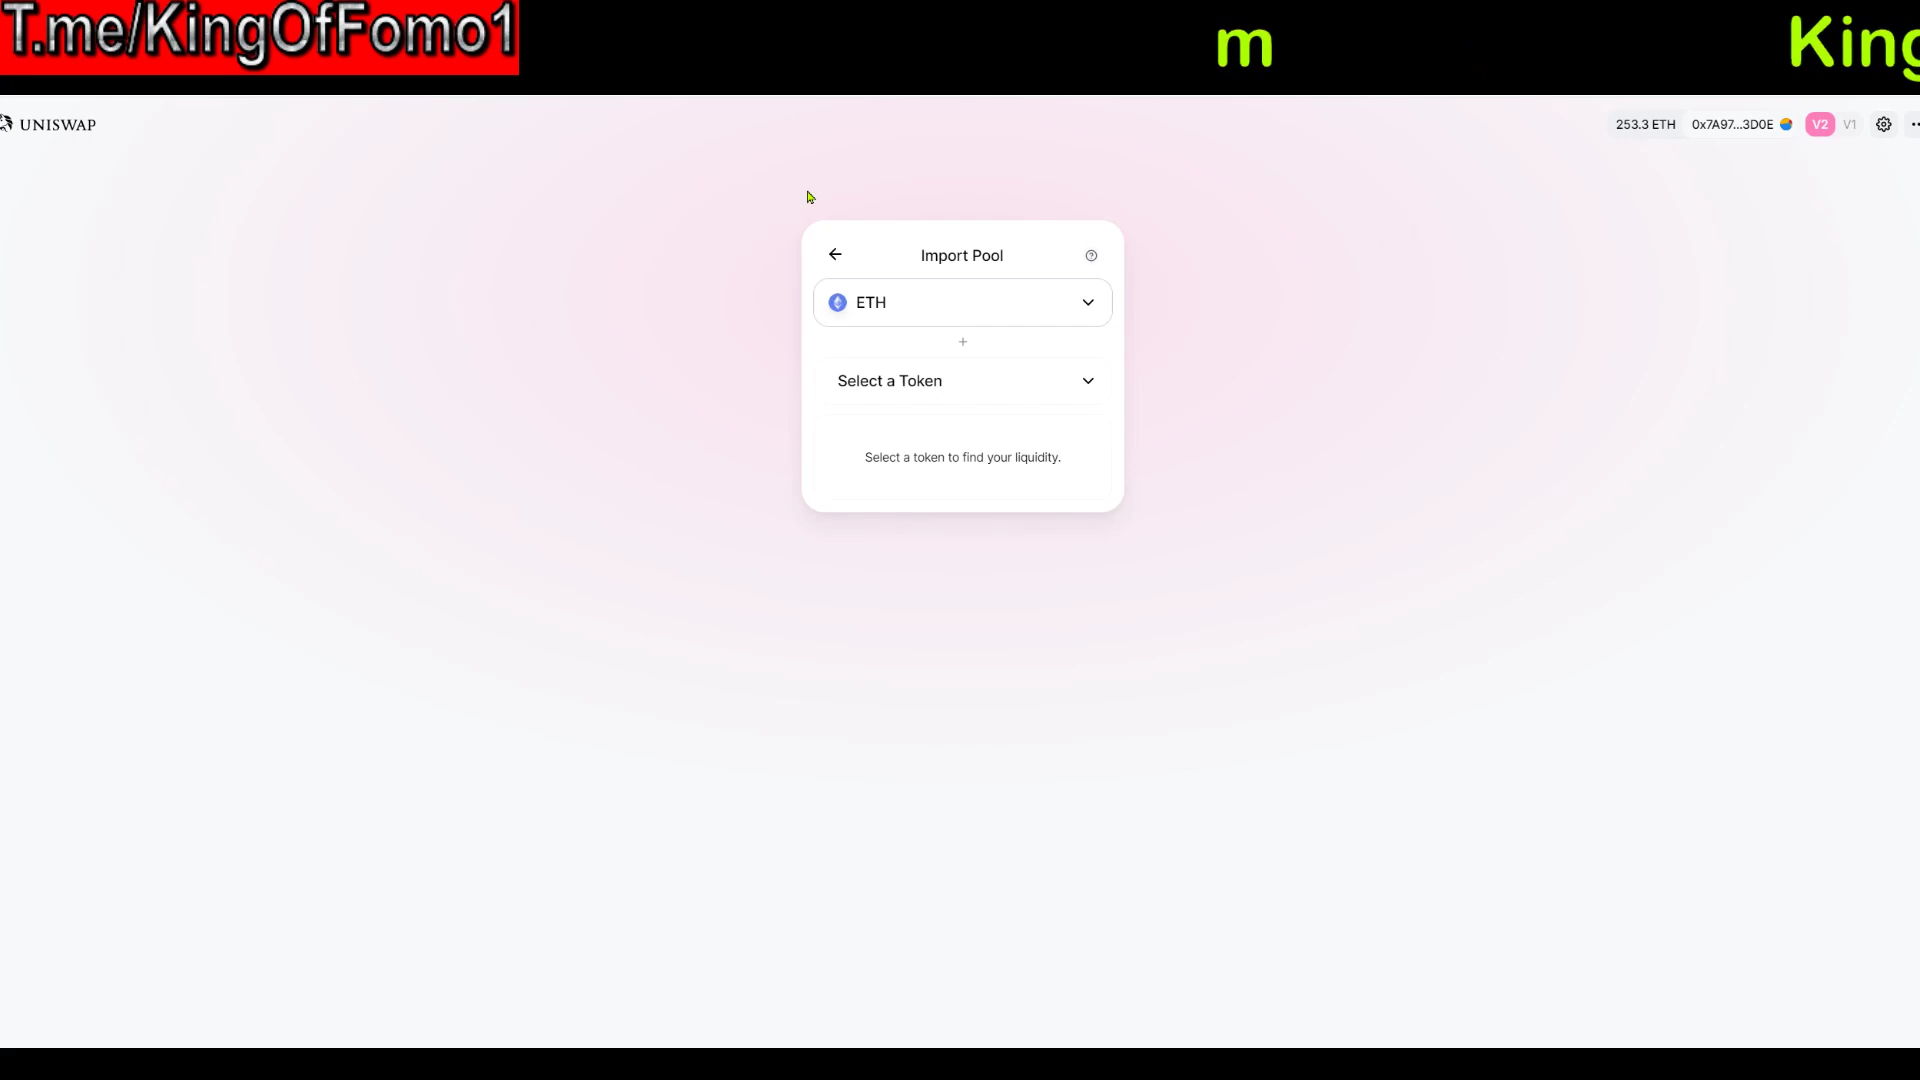 T.me/KingOfFomo1
m
King
UNISWAP
253.3 ETH
0x7A97...3D0E
V2
V1
Import Pool
ETH
+
Select a Token
Select a token to find your liquidity.